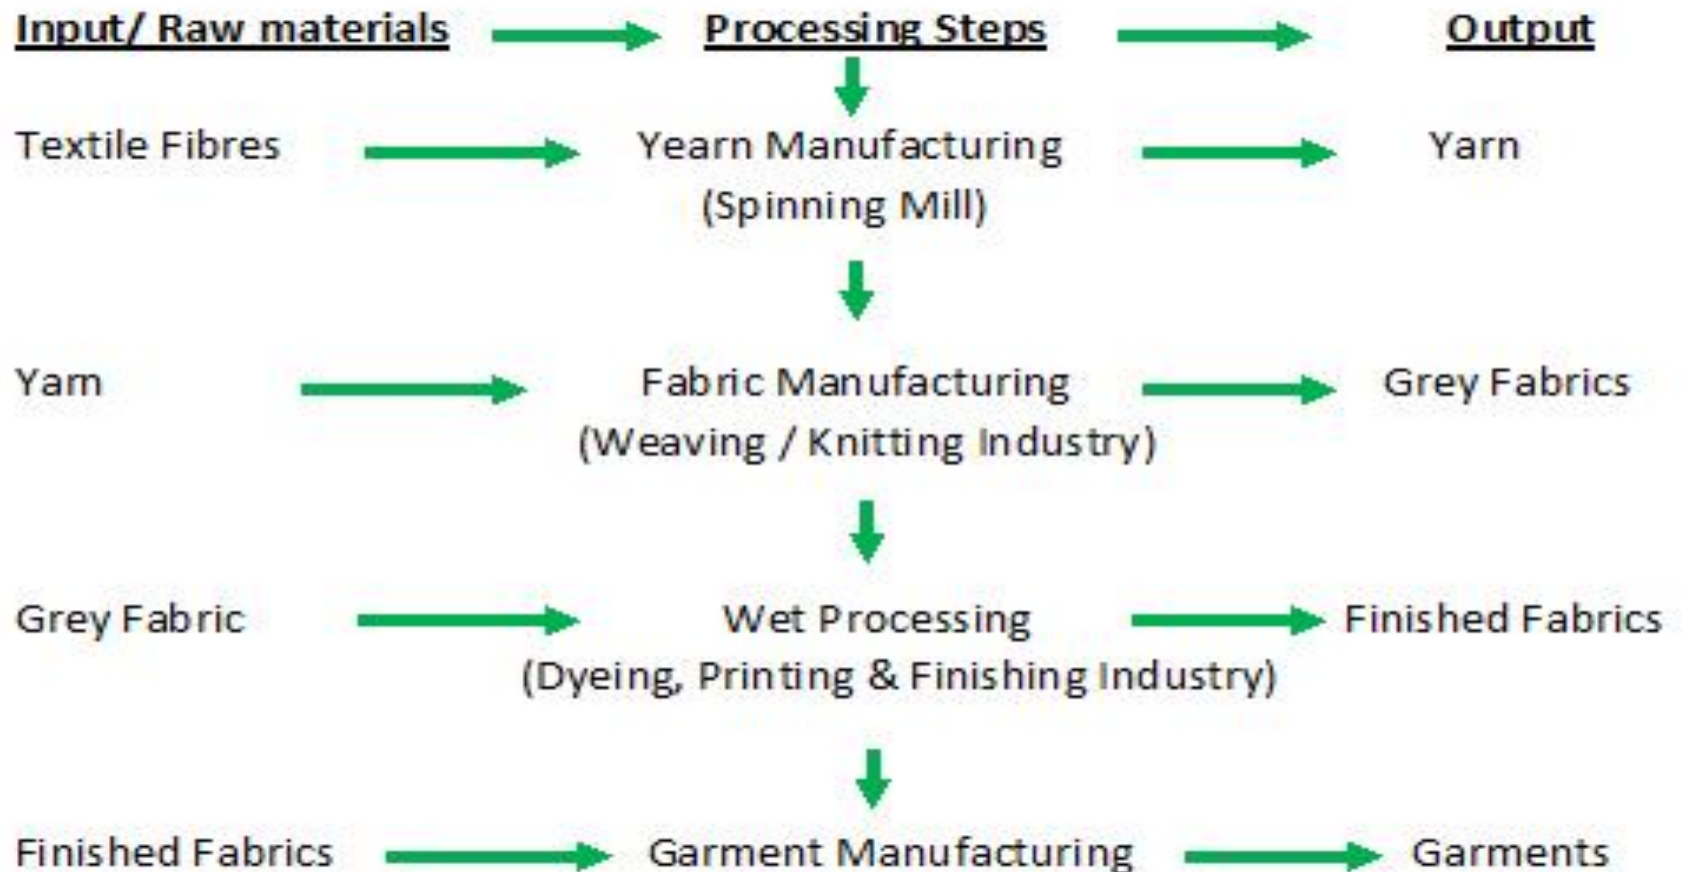 Input/ Raw materials Processing Steps Output
Textile Fibres Yearn Manufacturing Yarn
(Spinning Mill)
Yarn Fabric Manufacturing Grey Fabrics
(Weaving / Knitting Industry)
Grey Fabric Wet Processing Finished Fabrics
(Dyeing, Printing & Finishing Industry)
Finished Fabrics Garment Manufacturing Garments